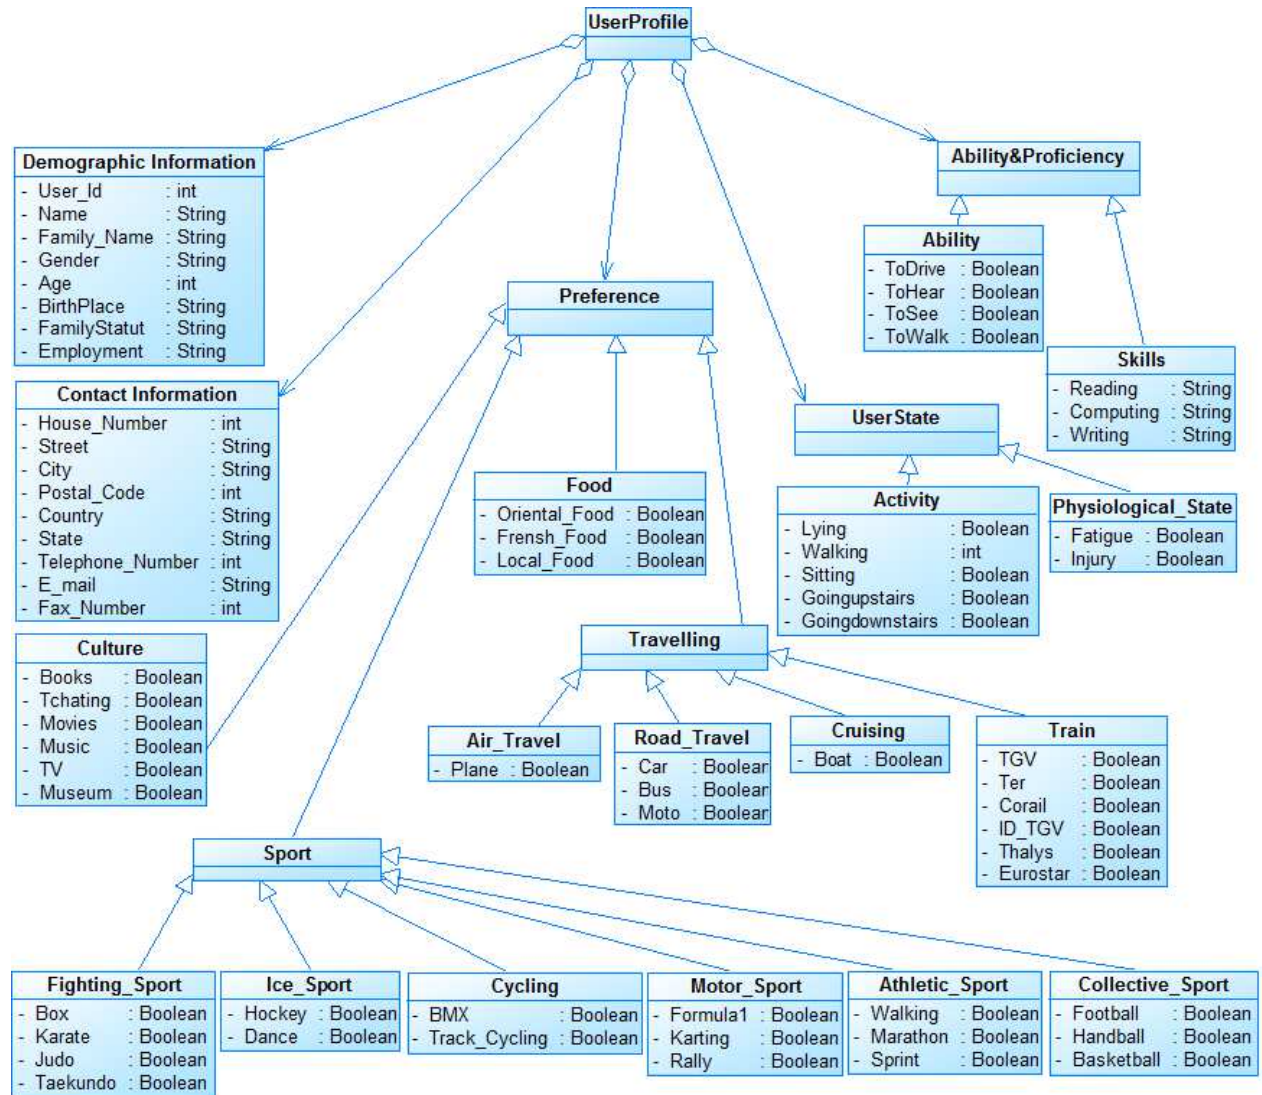 UserProfile
Demographic Information
- User_Id : int
- Name : String
- Family_Name : String
- Gender : String
- Age : int
- BirthPlace : String
- FamilyStatut : String
- Employment : String
Ability&Proficiency
Ability
- ToDrive : Boolean
- ToHear : Boolean
- ToSee : Boolean
- ToWalk : Boolean
Preference
Skills
- Reading : String
- Computing : String
- Writing : String
Contact Information
- House_Number : int
- Street : String
- City : String
- Postal_Code : int
- Country : String
- State : String
- Telephone_Number : int
- E_mail : String
- Fax_Number : int
UserState
Food
- Oriental_Food : Boolean
- Frensh_Food : Boolean
- Local_Food : Boolean
Activity
- Lying : Boolean
- Walking : int
- Sitting : Boolean
- Goingupstairs : Boolean
- Goingdownstairs : Boolean
Physiological_State
- Fatigue : Boolean
- Injury : Boolean
Culture
- Books : Boolean
- Tchating : Boolean
- Movies : Boolean
- Music : Boolean
- TV : Boolean
- Museum : Boolean
Travelling
Air_Travel
- Plane : Boolean
Road_Travel
- Car : Boolean
- Bus : Boolean
- Moto : Boolean
Cruising
- Boat : Boolean
Train
- TGV : Boolean
- Ter : Boolean
- Corail : Boolean
- ID_TGV : Boolean
- Thalys : Boolean
- Eurostar : Boolean
Sport
Fighting_Sport
- Box : Boolean
- Karate : Boolean
- Judo : Boolean
- Taekundo : Boolean
Ice_Sport
- Hockey : Boolean
- Dance : Boolean
Cycling
- BMX : Boolean
- Track_Cycling : Boolean
Motor_Sport
- Formula1 : Boolean
- Karting : Boolean
- Rally : Boolean
Athletic_Sport
- Walking : Boolean
- Marathon : Boolean
- Sprint : Boolean
Collective_Sport
- Football : Boolean
- Handball : Boolean
- Basketball : Boolean